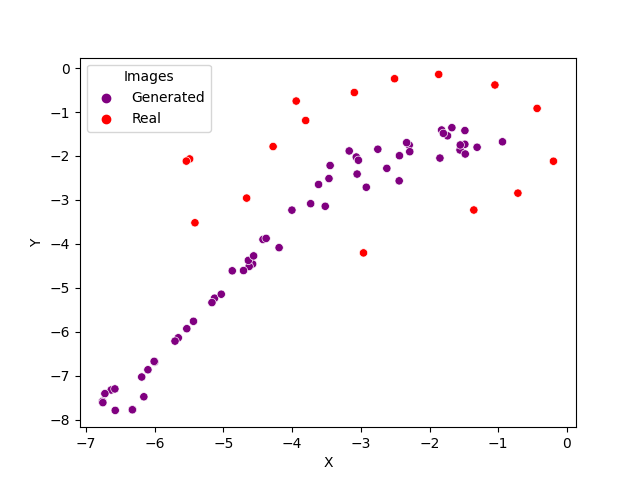 Images
Generated
Real
0
−1
−2
−3
−4
−5
−6
−7
−8
Y
−7 −6 −5 −4 −3 −2 −1 0
X